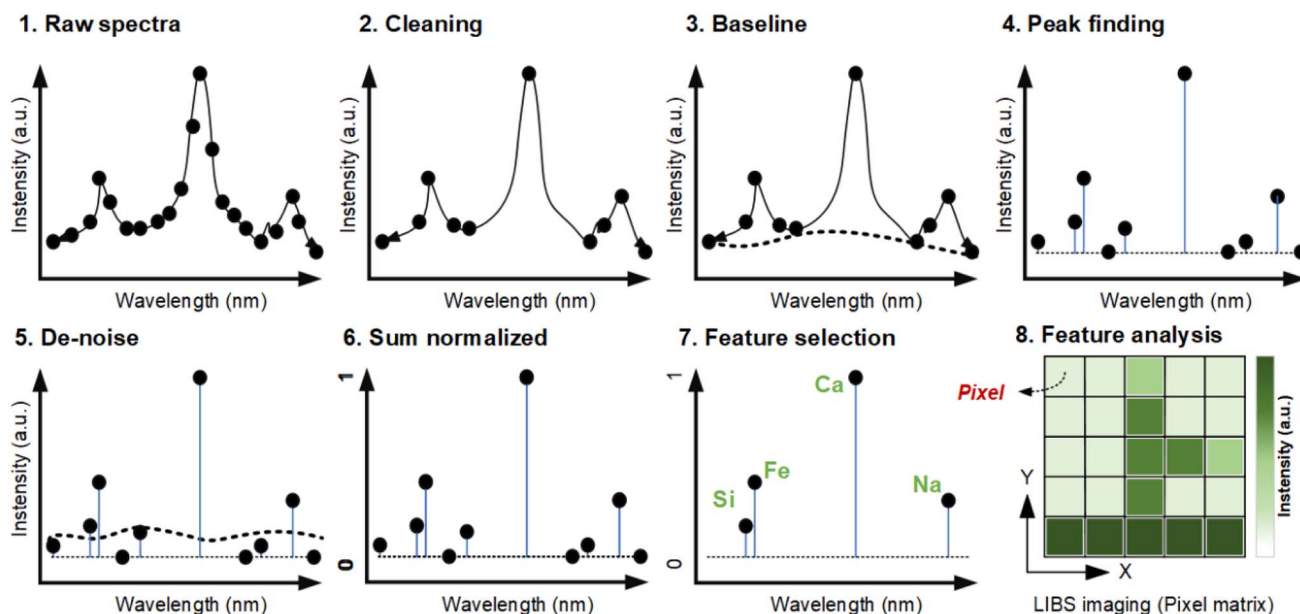 1. Raw spectra
2. Cleaning
3. Baseline
4. Peak finding
Instensity (a.u.)
Instensity (a.u.)
Instensity (a.u.)
Instensity (a.u.)
Wavelength (nm)
Wavelength (nm)
Wavelength (nm)
Wavelength (nm)
5. De-noise
6. Sum normalized
7. Feature selection
8. Feature analysis
Instensity (a.u.)
1
0
1
0
Si
Fe
Ca
Na
Pixel
Y
X
Instensity (a.u.)
Wavelength (nm)
Wavelength (nm)
Wavelength (nm)
LIBS imaging (Pixel matrix)